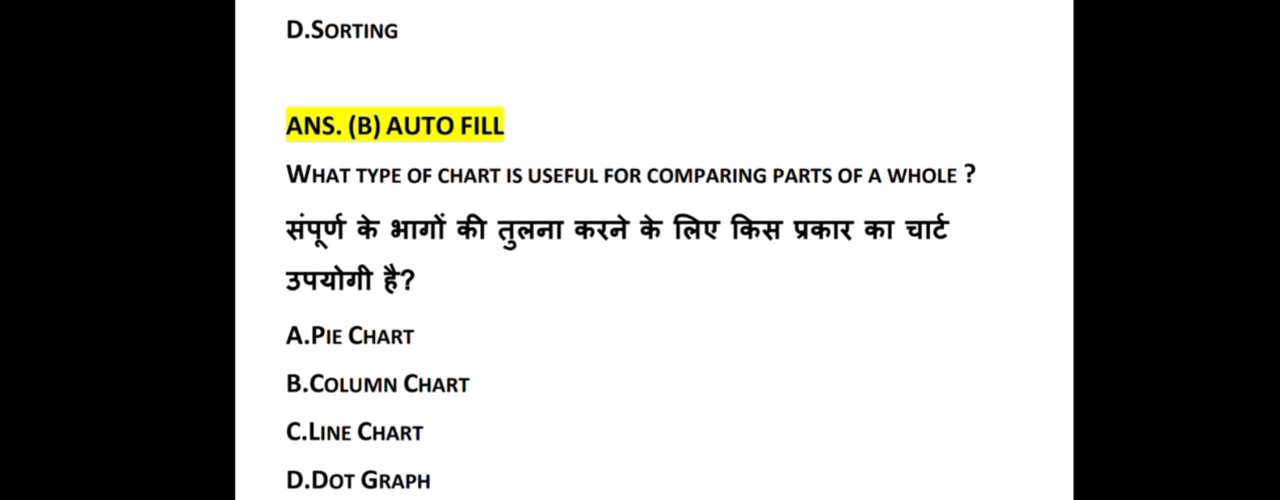 D.Sorting
ANS. (B) AUTO FILL
What type of chart is useful for comparing parts of a whole ?
संपूर्ण के भागों की तुलना करने के लिए किस प्रकार का चार्ट
उपयोगी है?
A.Pie Chart
B.Column Chart
C.Line Chart
D.Dot Graph